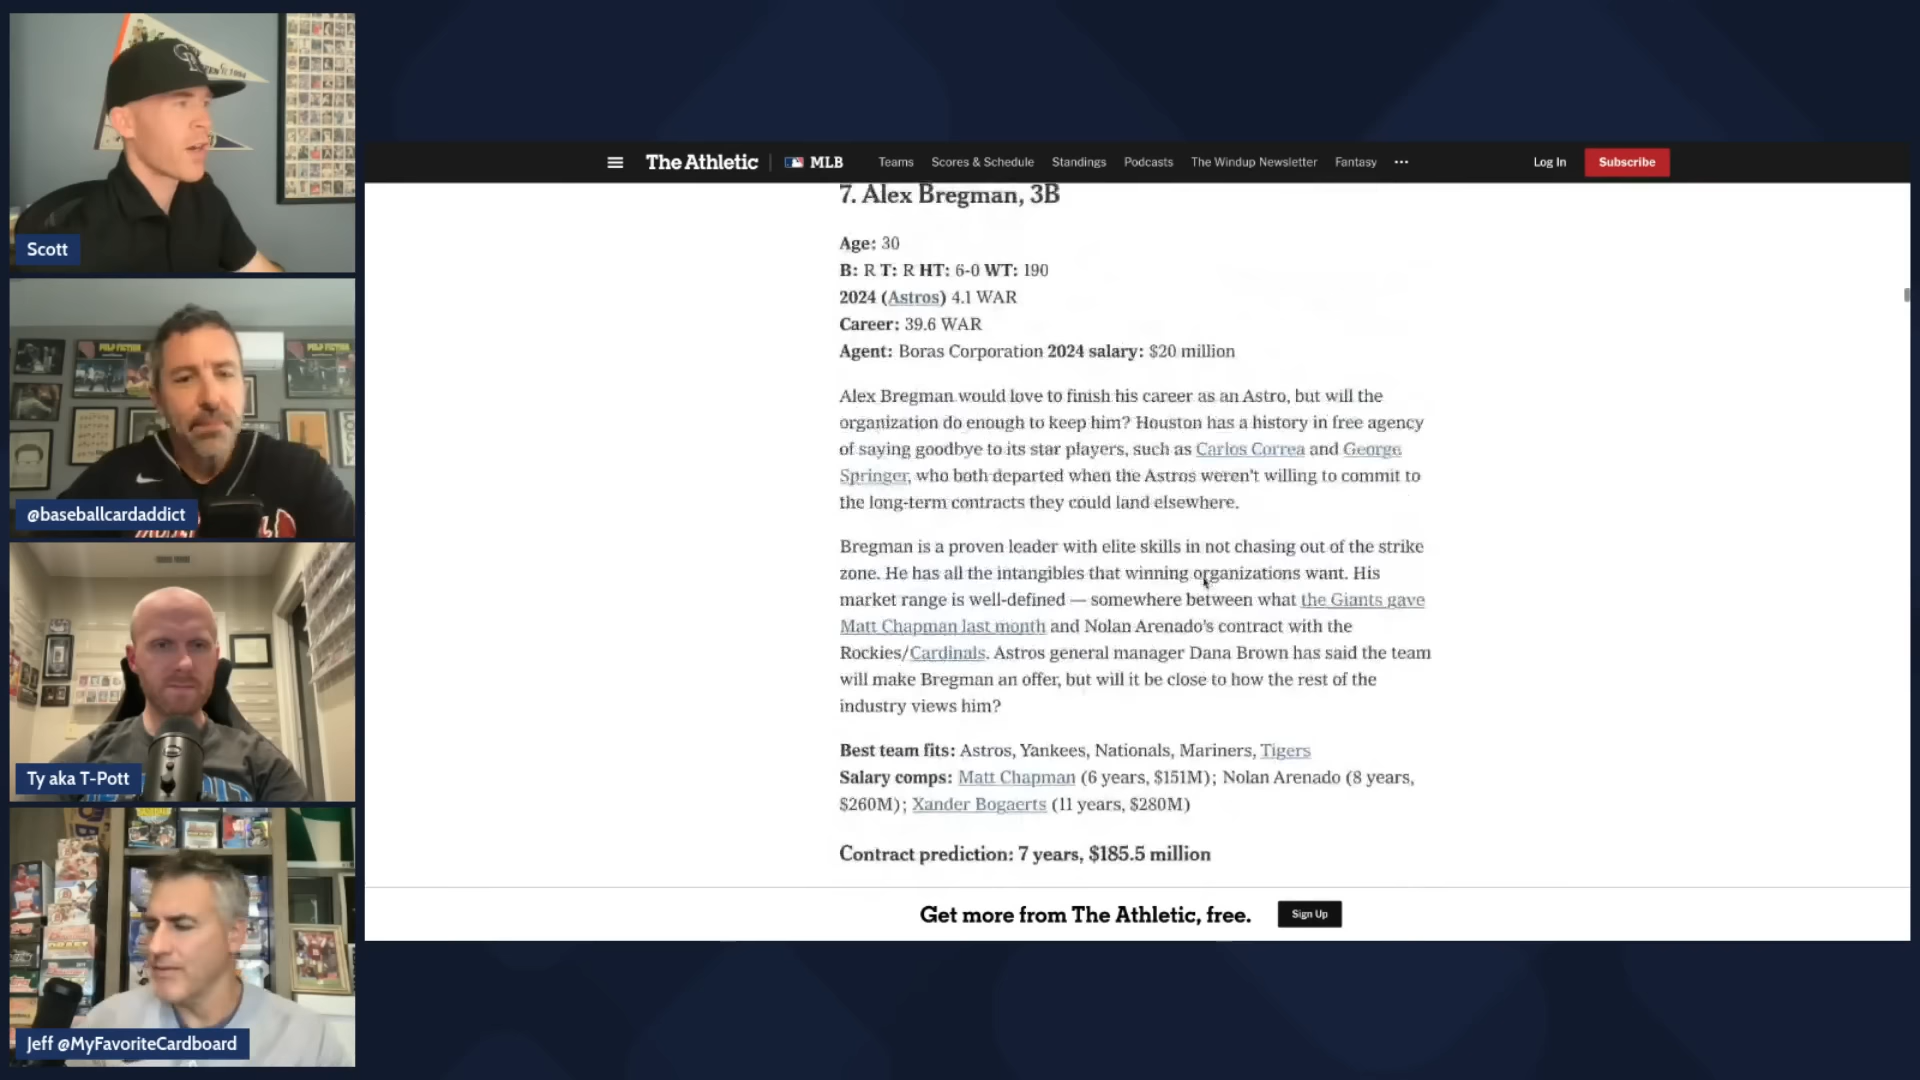 Scott
@baseballcardaddict
PULP FICTION
Ty aka T-Pott
Jeff @MyFavoriteCardboard
The Athletic | MLB Teams Scores & Schedule Standings Podcasts The Windup Newsletter Fantasy ··· Log In Subscribe
7. Alex Bregman, 3B
Age: 30
B: R T: R HT: 6-0 WT: 190
2024 (Astros) 4.1 WAR
Career: 39.6 WAR
Agent: Boras Corporation 2024 salary: $20 million
Alex Bregman would love to finish his career as an Astro, but will the
organization do enough to keep him? Houston has a history in free agency
of saying goodbye to its star players, such as Carlos Correa and George
Springer, who both departed when the Astros weren't willing to commit to
the long-term contracts they could land elsewhere.
Bregman is a proven leader with elite skills in not chasing out of the strike
zone. He has all the intangibles that winning organizations want. His
market range is well-defined — somewhere between what the Giants gave
Matt Chapman last month and Nolan Arenado's contract with the
Rockies/Cardinals. Astros general manager Dana Brown has said the team
will make Bregman an offer, but will it be close to how the rest of the
industry views him?
Best team fits: Astros, Yankees, Nationals, Mariners, Tigers
Salary comps: Matt Chapman (6 years, $151M); Nolan Arenado (8 years,
$260M); Xander Bogaerts (11 years, $280M)
Contract prediction: 7 years, $185.5 million
Get more from The Athletic, free. Sign Up